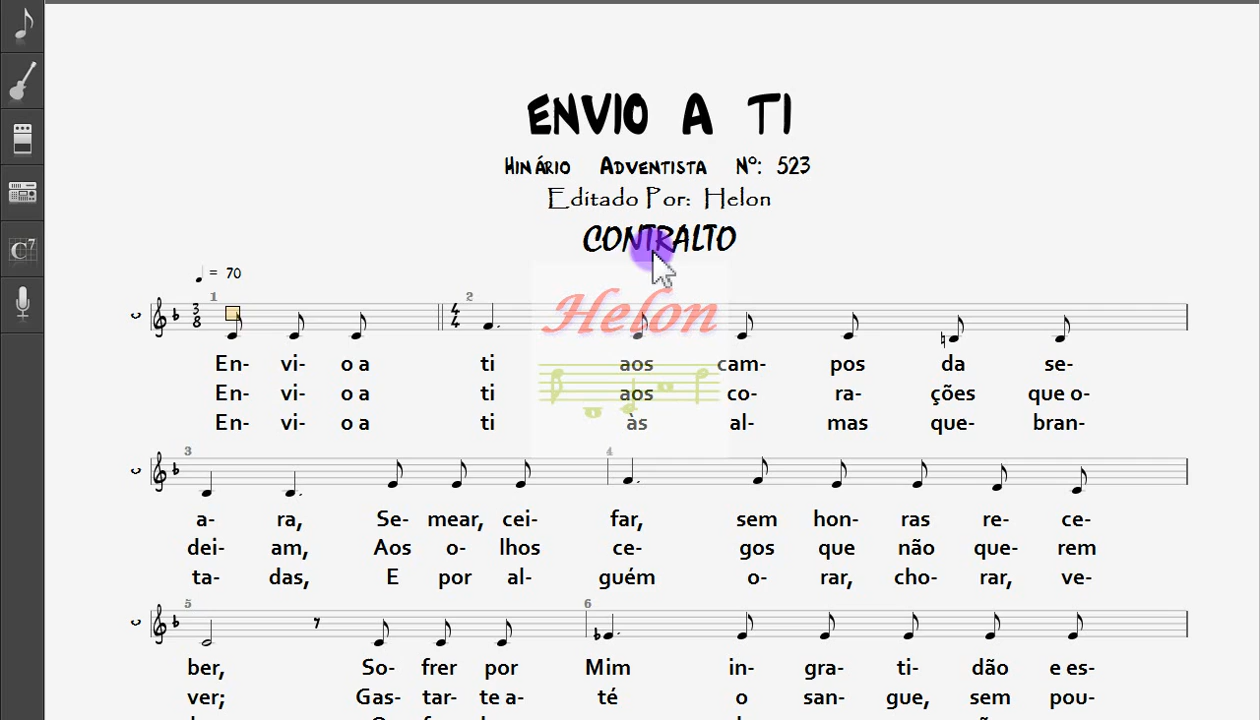 ENVIO A TI
HINÁRIO ADVENTISTA Nº: 523
Editado Por: Helon
CONTRALTO
= 70
C7
1
2
3
8
4
4
Helon
En- vi- o a ti aos cam- pos da se-
En- vi- o a ti aos co- ra- ções que o-
En- vi- o a ti às al- mas que- bran-
3
4
a- ra, Se- mear, cei- far, sem hon- ras re- ce-
dei- am, Aos o- lhos ce- gos que não que- rem
ta- das, E por al- guém o- rar, cho- rar, ve-
5
6
ber, So- frer por Mim in- gra- ti- dão e es-
ver; Gas- tar- te a- té o san- gue, sem pou-